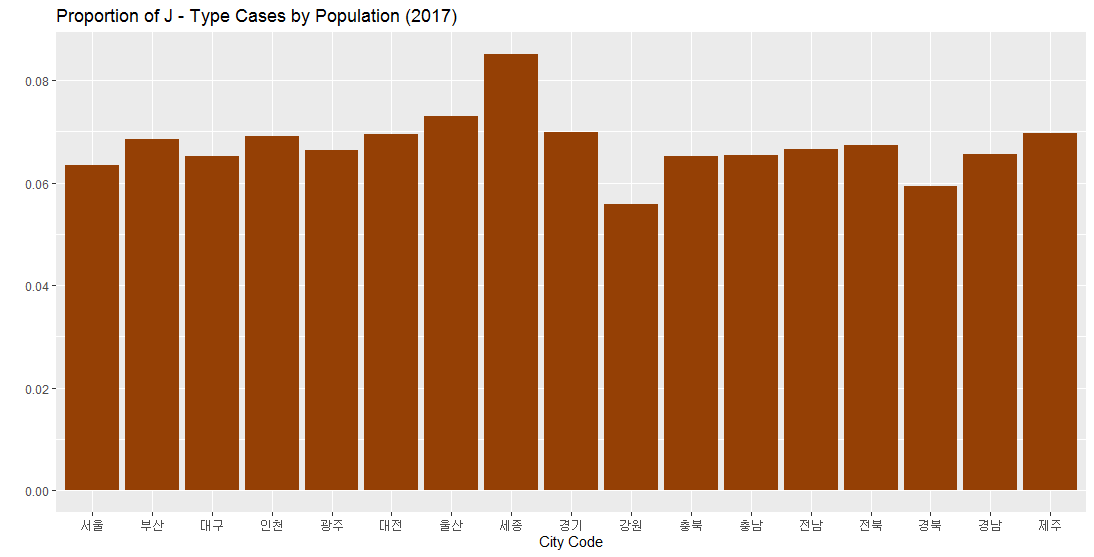 Proportion of J - Type Cases by Population (2017)
0.08
0.06
0.04
0.02
0.00
서울 부산 대구 인천 광주 대전 울산 세종 경기 강원 충북 충남 전남 전북 경북 경남 제주
City Code